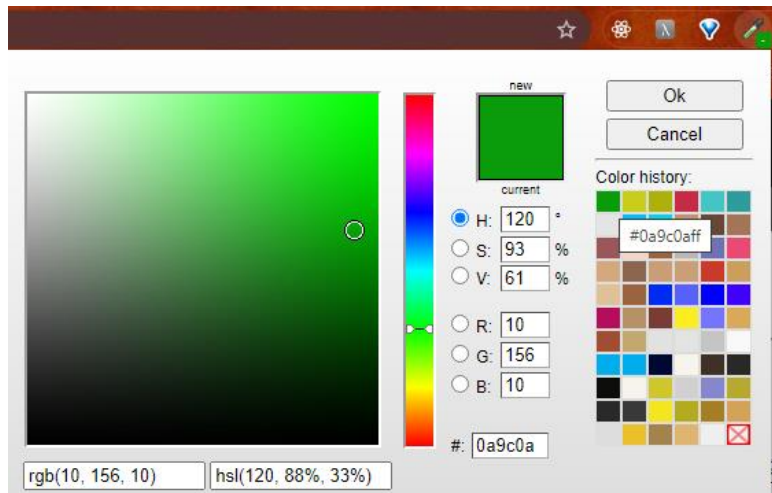 new
current
Ok
Cancel
Color history:
#0a9c0aff
H: 120 °
S: 93 %
V: 61 %
R: 10
G: 156
B: 10
#: 0a9c0a
rgb(10, 156, 10)
hsl(120, 88%, 33%)